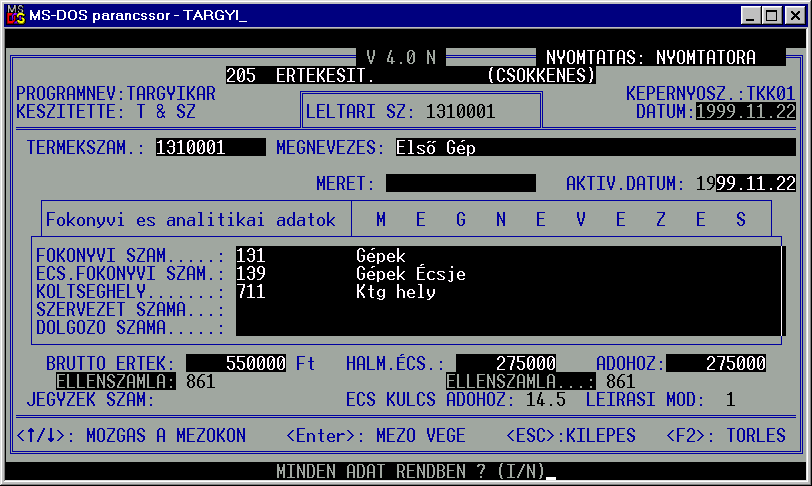 MS-DOS parancssor - TARGYI_
V 4.0 N NYOMTATAS: NYOMTATORA
205 ERTEKESIT. (CSOKKENES)
PROGRAMNEV:TARGYIKAR KEPERNYOSZ.:TKK01
KESZITETTE: T & SZ LELTARI SZ: 1310001 DATUM:1999.11.22
TERMEKSZAM.: 1310001 MEGNEVEZES: Első Gép
MERET: AKTIV.DATUM: 1999.11.22
Fokonyvi es analitikai adatok M E G N E V E Z E S
FOKONYVI SZAM.....: 131 Gépek
ECS.FOKONYVI SZAM.: 139 Gépek Écsje
KOLTSEGHELY.......: 711 Ktg hely
SZERVEZET SZAMA...:
DOLGOZO SZAMA.....:
BRUTTO ERTEK: 550000 Ft HALM.ÉCS.: 275000 ADOHOZ: 275000
ELLENSZAMLA: 861 ELLENSZAMLA...: 861
JEGYZEK SZAM: ECS KULCS ADOHOZ: 14.5 LEIRASI MOD: 1
<↑/↓>: MOZGAS A MEZOKON <Enter>: MEZO VEGE <ESC>:KILEPES <F2>: TORLES
MINDEN ADAT RENDBEN ? (I/N)_